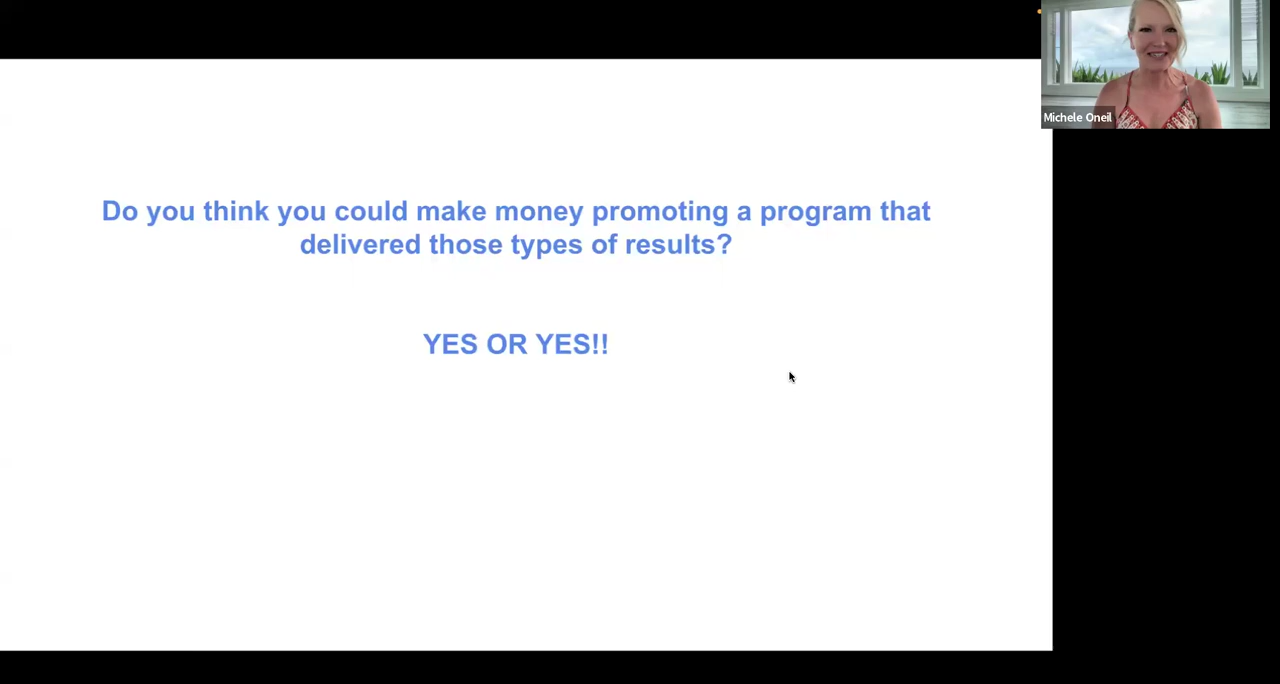 Do you think you could make money promoting a program that
delivered those types of results?
YES OR YES!!
Michele Oneil